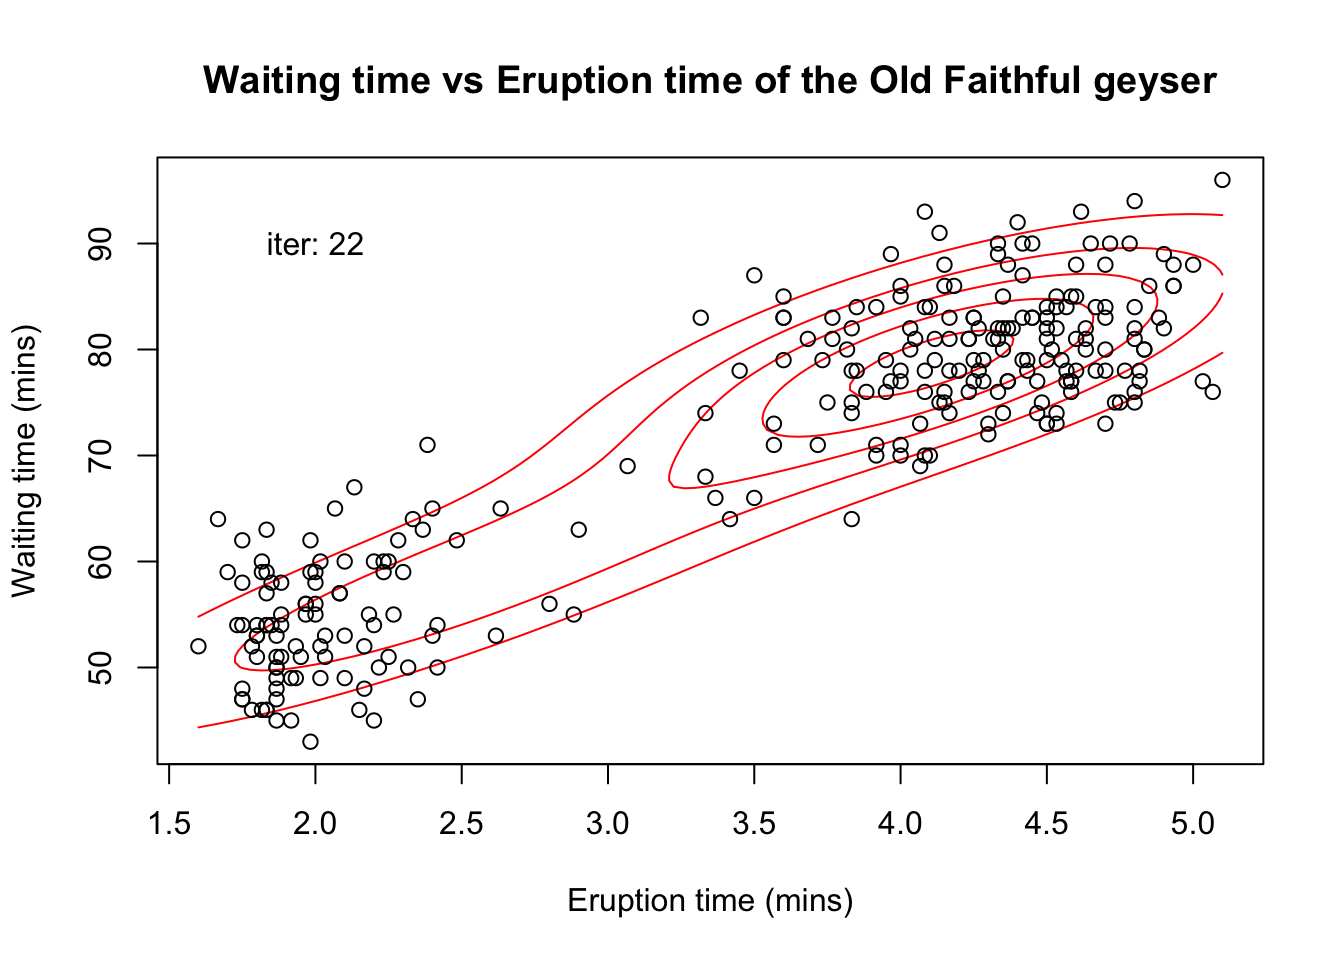 Waiting time vs Eruption time of the Old Faithful geyser
iter: 22
Waiting time (mins)
90
80
70
60
50
1.5 2.0 2.5 3.0 3.5 4.0 4.5 5.0
Eruption time (mins)